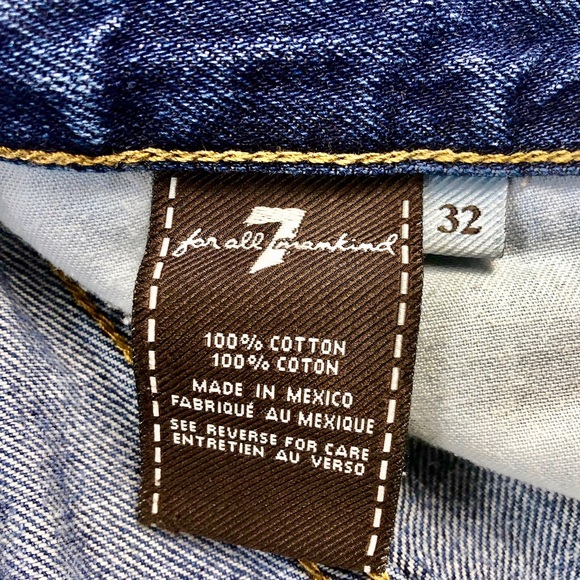 7
for all mankind
32
100% COTTON
100% COTON
MADE IN MEXICO
FABRIQUÉ AU MEXIQUE
SEE REVERSE FOR CARE
ENTRETIEN AU VERSO